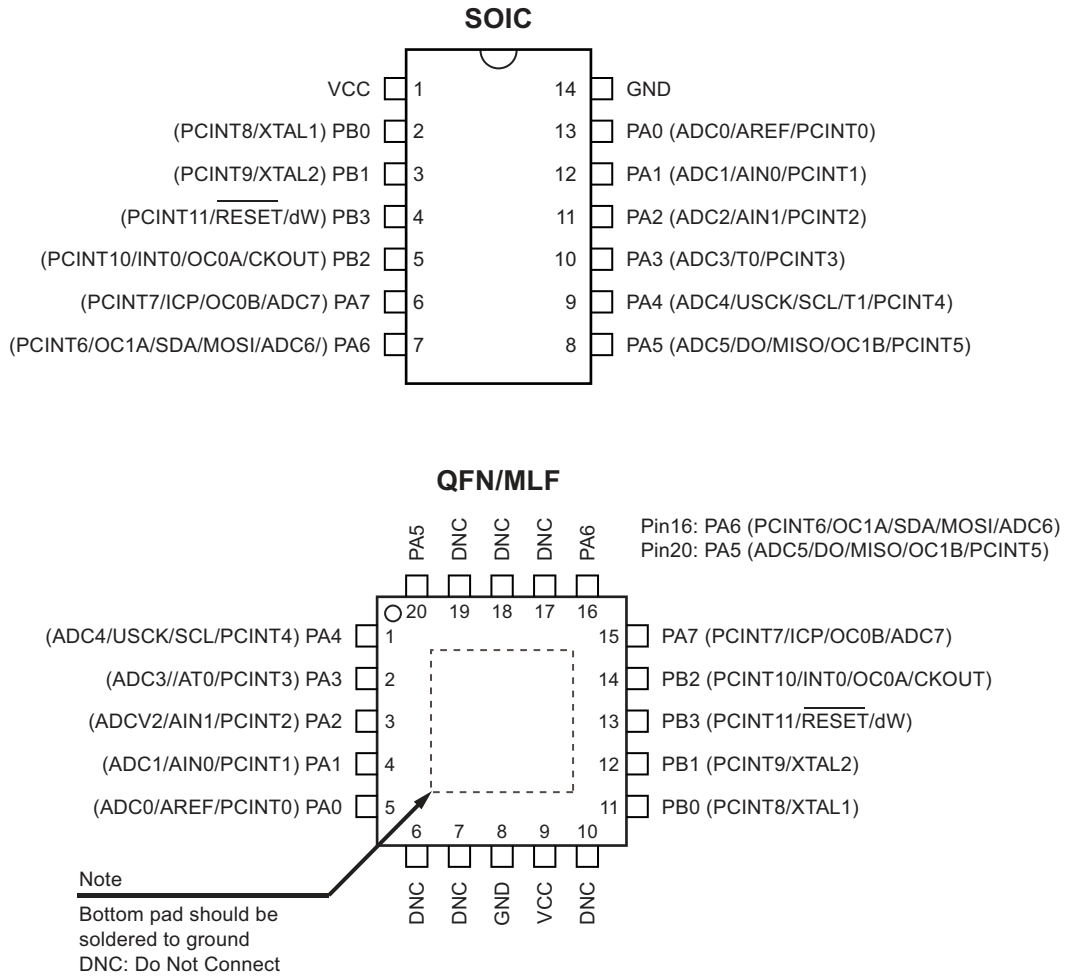 SOIC
VCC 1 14 GND
(PCINT8/XTAL1) PB0 2 13 PA0 (ADC0/AREF/PCINT0)
(PCINT9/XTAL2) PB1 3 12 PA1 (ADC1/AIN0/PCINT1)
(PCINT11/RESET/dW) PB3 4 11 PA2 (ADC2/AIN1/PCINT2)
(PCINT10/INT0/OC0A/CKOUT) PB2 5 10 PA3 (ADC3/T0/PCINT3)
(PCINT7/ICP/OC0B/ADC7) PA7 6 9 PA4 (ADC4/USCK/SCL/T1/PCINT4)
(PCINT6/OC1A/SDA/MOSI/ADC6/) PA6 7 8 PA5 (ADC5/DO/MISO/OC1B/PCINT5)
QFN/MLF
PA5 DNC DNC DNC PA6
Pin16: PA6 (PCINT6/OC1A/SDA/MOSI/ADC6)
Pin20: PA5 (ADC5/DO/MISO/OC1B/PCINT5)
20 19 18 17 16
(ADC4/USCK/SCL/PCINT4) PA4 1 15 PA7 (PCINT7/ICP/OC0B/ADC7)
(ADC3//AT0/PCINT3) PA3 2 14 PB2 (PCINT10/INT0/OC0A/CKOUT)
(ADCV2/AIN1/PCINT2) PA2 3 13 PB3 (PCINT11/RESET/dW)
(ADC1/AIN0/PCINT1) PA1 4 12 PB1 (PCINT9/XTAL2)
(ADC0/AREF/PCINT0) PA0 5 11 PB0 (PCINT8/XTAL1)
6 7 8 9 10
DNC DNC GND VCC DNC
Note
Bottom pad should be
soldered to ground
DNC: Do Not Connect